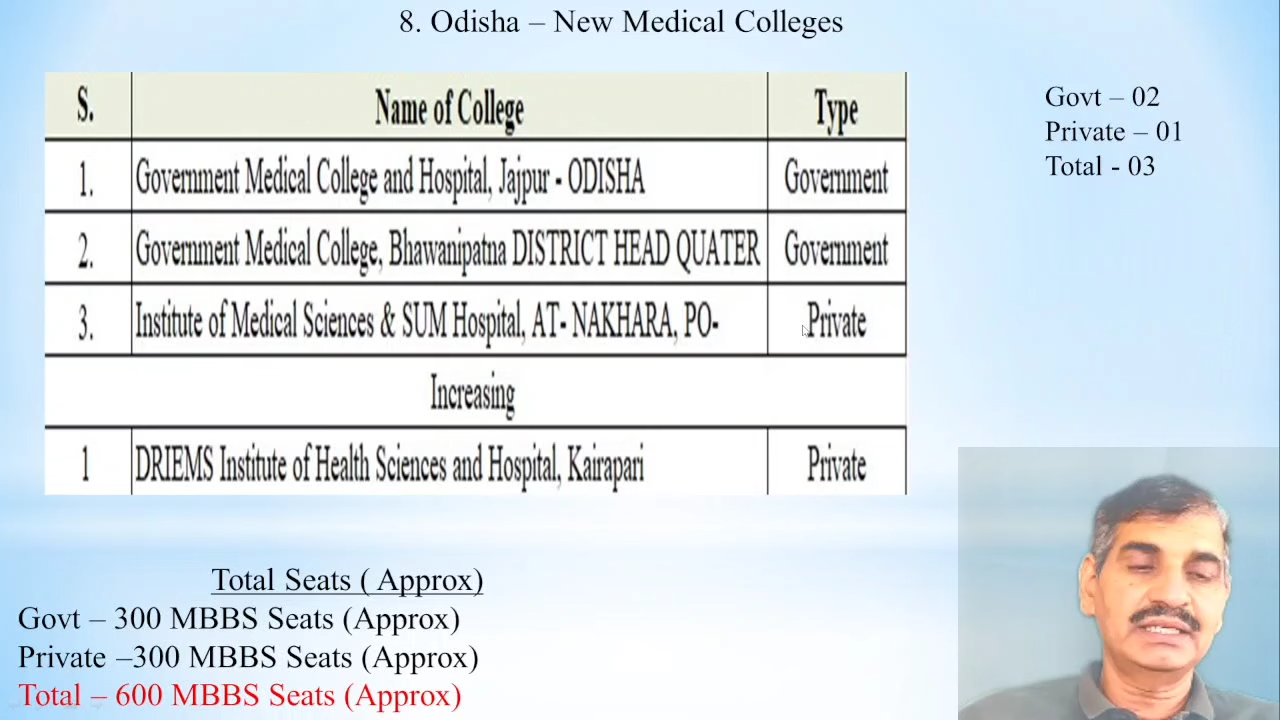 8. Odisha – New Medical Colleges
S. Name of College Type
1. Government Medical College and Hospital, Jajpur - ODISHA Government
2. Government Medical College, Bhawanipatna DISTRICT HEAD QUATER Government
3. Institute of Medical Sciences & SUM Hospital, AT- NAKHARA, PO- Private
Increasing
1 DRIEMS Institute of Health Sciences and Hospital, Kairapari Private
Govt – 02
Private – 01
Total - 03
Total Seats ( Approx)
Govt – 300 MBBS Seats (Approx)
Private –300 MBBS Seats (Approx)
Total – 600 MBBS Seats (Approx)